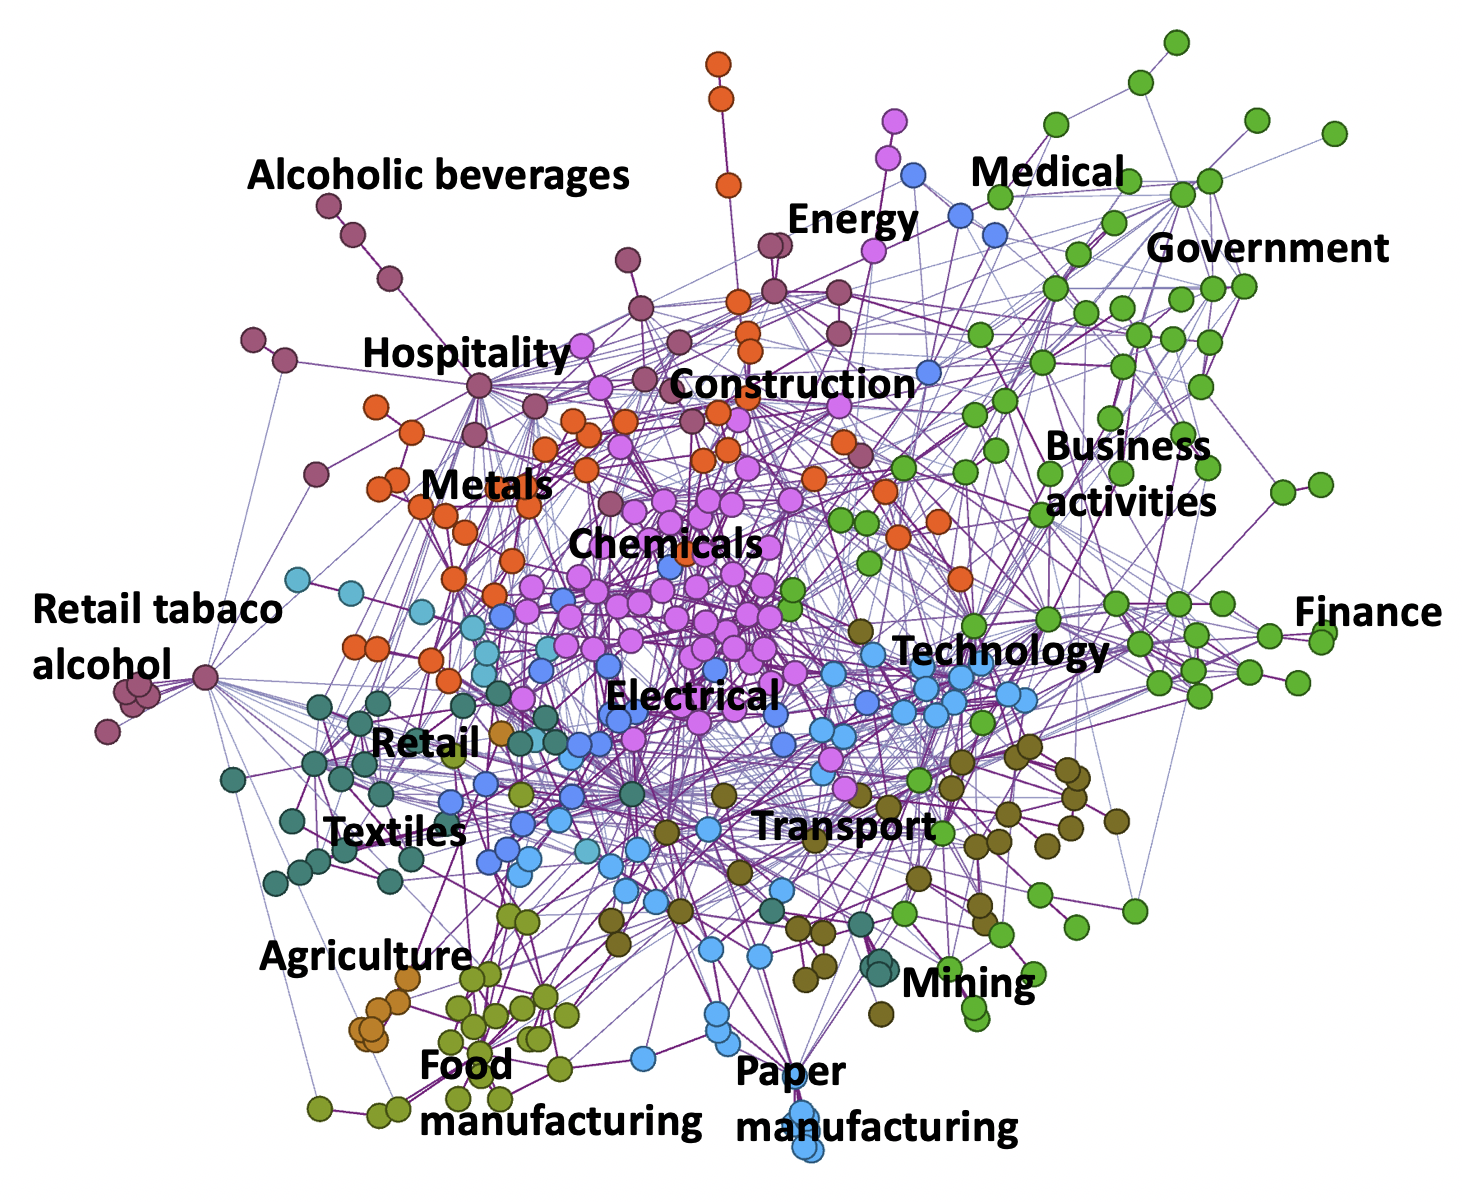 Alcoholic beverages
Medical
Energy
Government
Hospitality
Construction
Business
activities
Metals
Chemicals
Retail tabaco
alcohol
Finance
Technology
Electrical
Retail
Textiles
Transport
Agriculture
Mining
Food
manufacturing
Paper
manufacturing